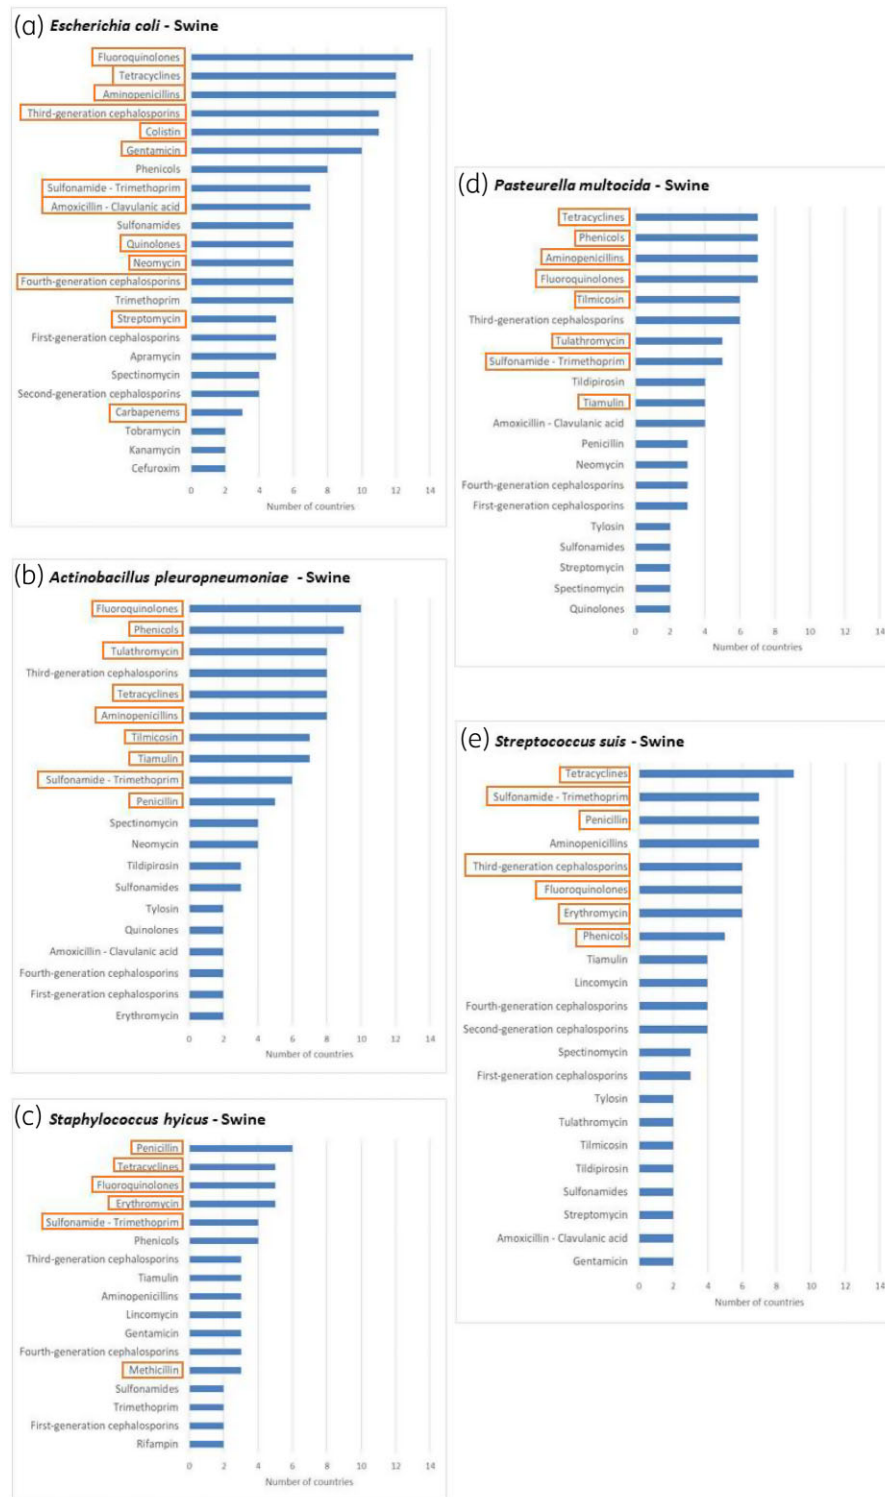 (a) Escherichia coli - Swine
Fluoroquinolones
Tetracyclines
Aminopenicillins
Third-generation cephalosporins
Colistin
Gentamicin
Phenicols
Sulfonamide - Trimethoprim
Amoxicillin - Clavulanic acid
Sulfonamides
Quinolones
Neomycin
Fourth-generation cephalosporins
Trimethoprim
Streptomycin
First-generation cephalosporins
Apramycin
Spectinomycin
Second-generation cephalosporins
Carbapenems
Tobramycin
Kanamycin
Cefuroxim
0 2 4 6 8 10 12 14
Number of countries
(b) Actinobacillus pleuropneumoniae - Swine
Fluoroquinolones
Phenicols
Tulathromycin
Third-generation cephalosporins
Tetracyclines
Aminopenicillins
Tilmicosin
Tiamulin
Sulfonamide - Trimethoprim
Penicillin
Spectinomycin
Neomycin
Tildipirosin
Sulfonamides
Tylosin
Quinolones
Amoxicillin - Clavulanic acid
Fourth-generation cephalosporins
First-generation cephalosporins
Erythromycin
0 2 4 6 8 10 12 14
Number of countries
(c) Staphylococcus hyicus - Swine
Penicillin
Tetracyclines
Fluoroquinolones
Erythromycin
Sulfonamide - Trimethoprim
Phenicols
Third-generation cephalosporins
Tiamulin
Aminopenicillins
Lincomycin
Gentamicin
Fourth-generation cephalosporins
Methicillin
Sulfonamides
Trimethoprim
First-generation cephalosporins
Rifampin
0 2 4 6 8 10 12 14
Number of countries
(d) Pasteurella multocida - Swine
Tetracyclines
Phenicols
Aminopenicillins
Fluoroquinolones
Tilmicosin
Third-generation cephalosporins
Tulathromycin
Sulfonamide - Trimethoprim
Tildipirosin
Tiamulin
Amoxicillin - Clavulanic acid
Penicillin
Neomycin
Fourth-generation cephalosporins
First-generation cephalosporins
Tylosin
Sulfonamides
Streptomycin
Spectinomycin
Quinolones
0 2 4 6 8 10 12 14
Number of countries
(e) Streptococcus suis - Swine
Tetracyclines
Sulfonamide - Trimethoprim
Penicillin
Aminopenicillins
Third-generation cephalosporins
Fluoroquinolones
Erythromycin
Phenicols
Tiamulin
Lincomycin
Fourth-generation cephalosporins
Second-generation cephalosporins
Spectinomycin
First-generation cephalosporins
Tylosin
Tulathromycin
Tilmicosin
Tildipirosin
Sulfonamides
Streptomycin
Amoxicillin - Clavulanic acid
Gentamicin
0 2 4 6 8 10 12 14
Number of countries